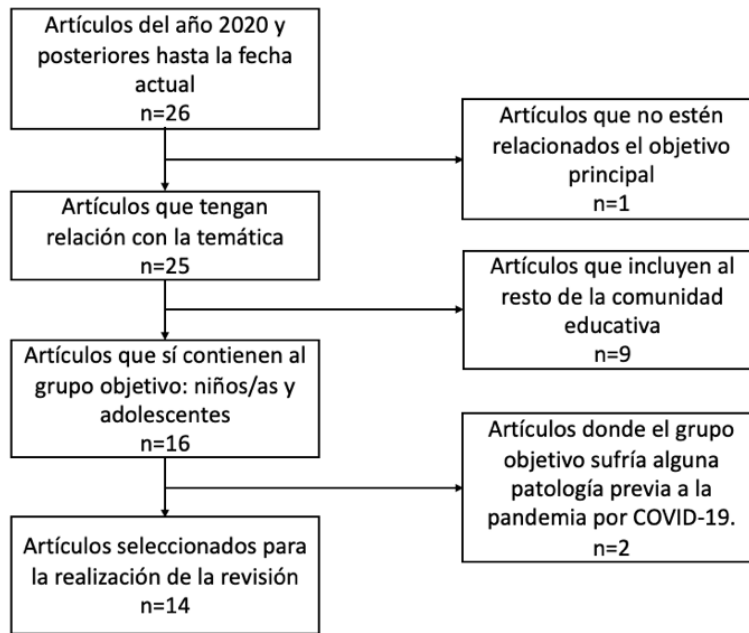 Artículos del año 2020 y
posteriores hasta la fecha
actual
n=26
Artículos que no estén
relacionados el objetivo
principal
n=1
Artículos que tengan
relación con la temática
n=25
Artículos que incluyen al
resto de la comunidad
educativa
n=9
Artículos que sí contienen al
grupo objetivo: niños/as y
adolescentes
n=16
Artículos donde el grupo
objetivo sufría alguna
patología previa a la
pandemia por COVID-19.
n=2
Artículos seleccionados para
la realización de la revisión
n=14